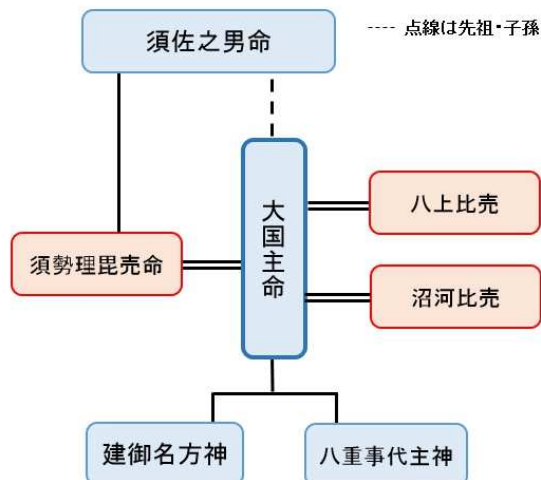 須佐之男命
---- 点線は先祖・子孫
大国主命
八上比売
須勢理毘売命
沼河比売
建御名方神
八重事代主神